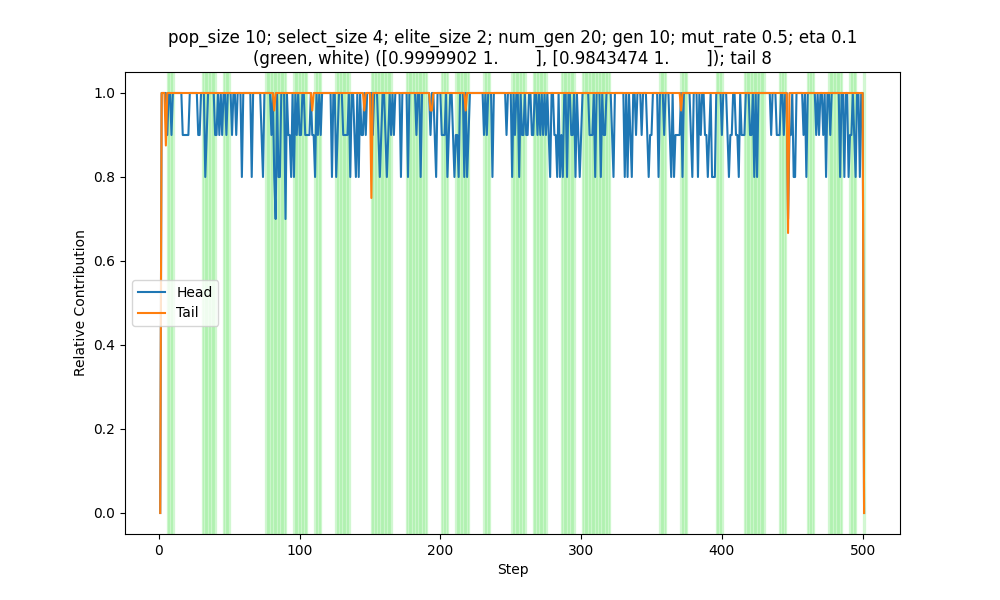 pop_size 10; select_size 4; elite_size 2; num_gen 20; gen 10; mut_rate 0.5; eta 0.1
(green, white) ([0.9999902 1.       ], [0.9843474 1.       ]); tail 8
1.0
0.8
0.6
0.4
0.2
0.0
Relative Contribution
Head
Tail
0 100 200 300 400 500
Step